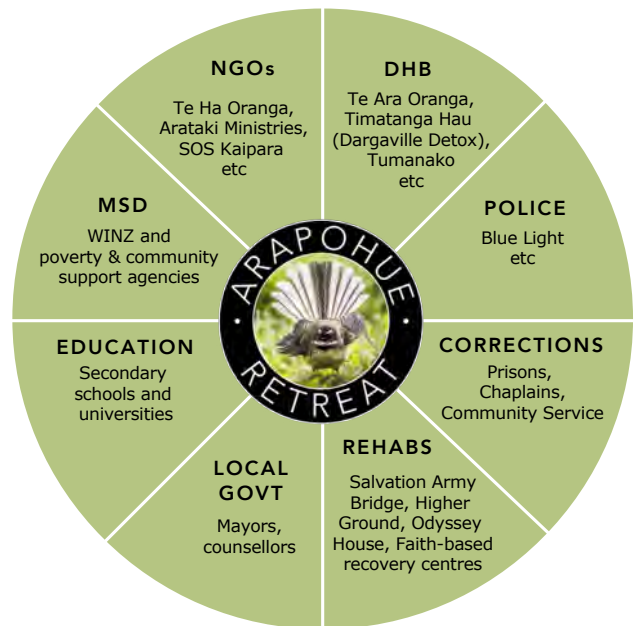 NGOs
Te Ha Oranga,
Arataki Ministries,
SOS Kaipara
etc
DHB
Te Ara Oranga,
Timatanga Hau
(Dargaville Detox),
Tumanako
etc
MSD
WINZ and
poverty & community
support agencies
POLICE
Blue Light
etc
ARAPOHUE
RETREAT
EDUCATION
Secondary
schools and
universities
CORRECTIONS
Prisons,
Chaplains,
Community Service
LOCAL
GOVT
Mayors,
counsellors
REHABS
Salvation Army
Bridge, Higher
Ground, Odyssey
House, Faith-based
recovery centres